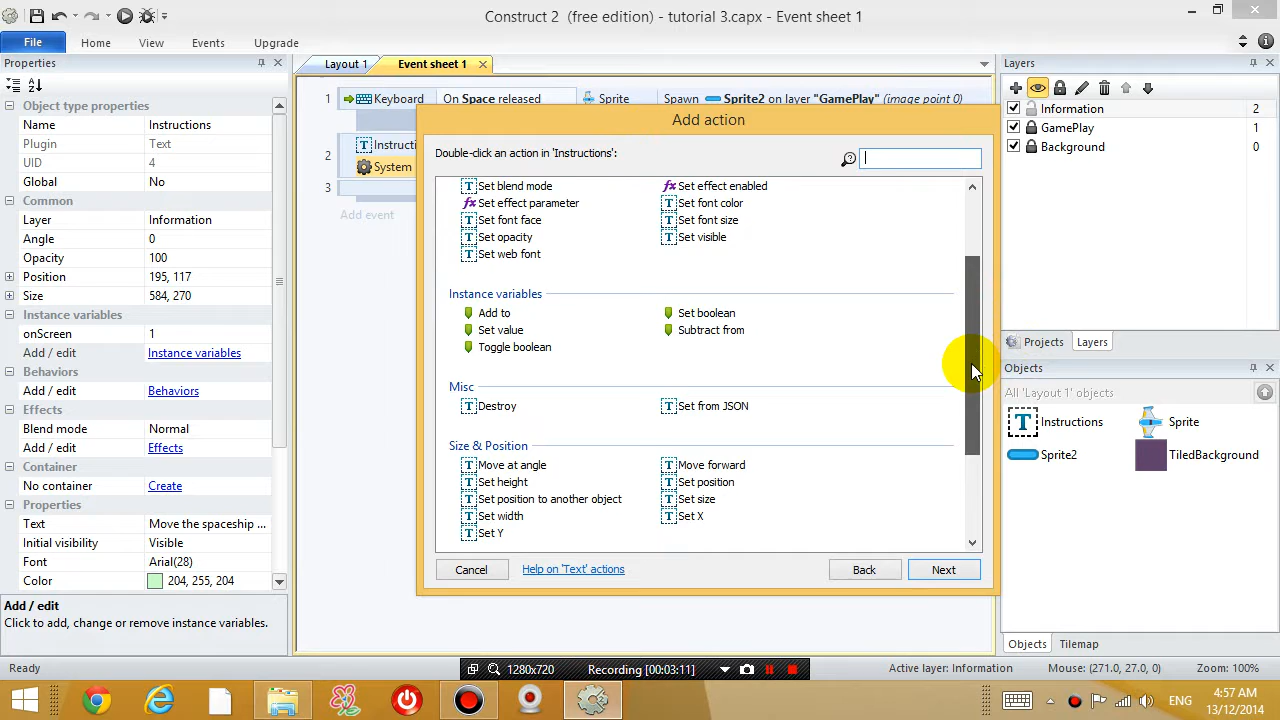 Construct 2 (free edition) - tutorial 3.capx - Event sheet 1
File Home View Events Upgrade
Properties
Object type properties
Name Instructions
Plugin Text
UID 4
Global No
Common
Layer Information
Angle 0
Opacity 100
Position 195, 117
Size 584, 270
Instance variables
onScreen 1
Add / edit Instance variables
Behaviors
Add / edit Behaviors
Effects
Blend mode Normal
Add / edit Effects
Container
No container Create
Properties
Text Move the spaceship ...
Initial visibility Visible
Font Arial(28)
Color 204, 255, 204
Add / edit
Click to add, change or remove instance variables.
Layout 1 Event sheet 1
1 Keyboard On Space released Sprite Spawn Sprite2 on layer "GamePlay" (image point 0)
2 Instructi
System
3
Add event
Add action
Double-click an action in 'Instructions':
Set blend mode Set effect enabled
Set effect parameter Set font color
Set font face Set font size
Set opacity Set visible
Set web font
Instance variables
Add to Set boolean
Set value Subtract from
Toggle boolean
Misc
Destroy Set from JSON
Size & Position
Move at angle Move forward
Set height Set position
Set position to another object Set size
Set width Set X
Set Y
Cancel Help on 'Text' actions Back Next
Layers
Information 2
GamePlay 1
Background 0
Projects Layers
Objects
All 'Layout 1' objects
Instructions Sprite
Sprite2 TiledBackground
Objects Tilemap
Ready 1280x720 Recording [00:03:11] Active layer: Information Mouse: (271.0, 27.0, 0) Zoom: 100%
ENG 4:57 AM
13/12/2014